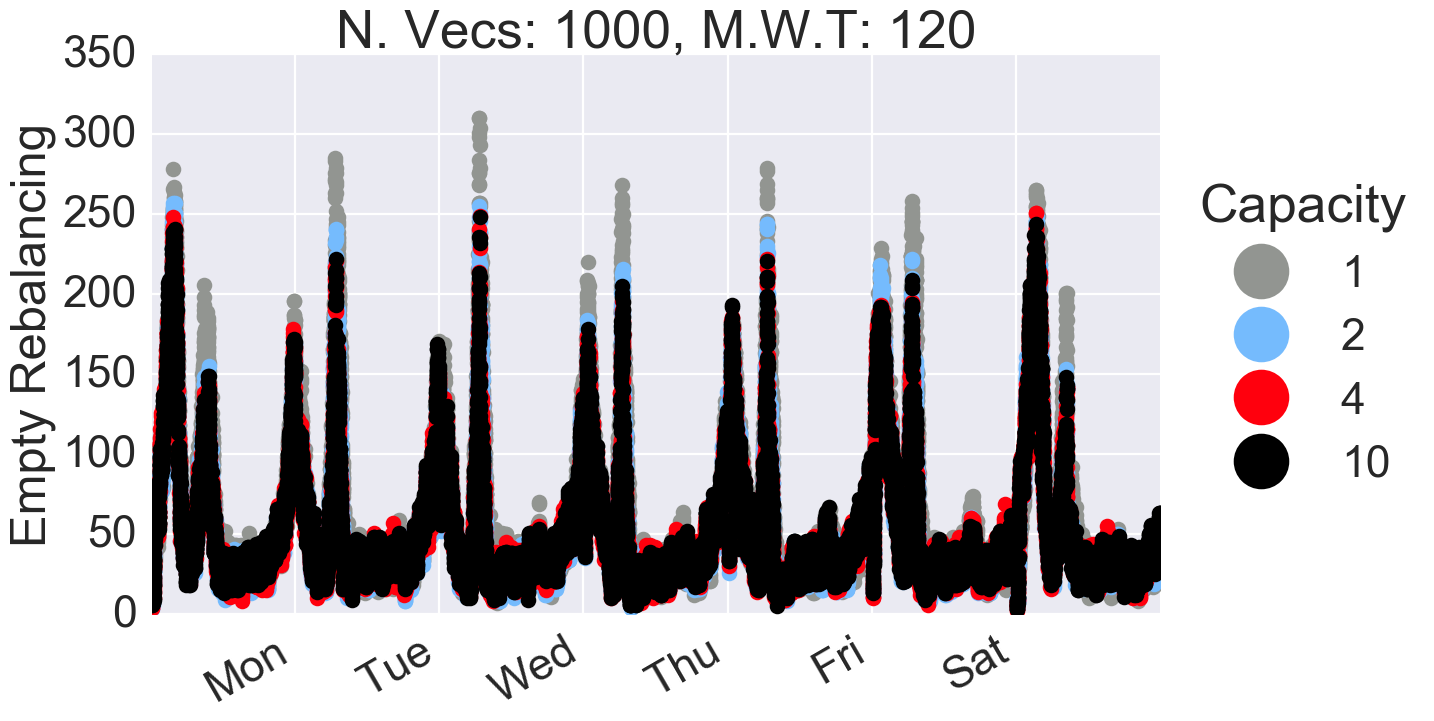 N. Vecs: 1000, M.W.T: 120
Empty Rebalancing
350
300
250
200
150
100
50
0
Mon
Tue
Wed
Thu
Fri
Sat
Capacity
1
2
4
10